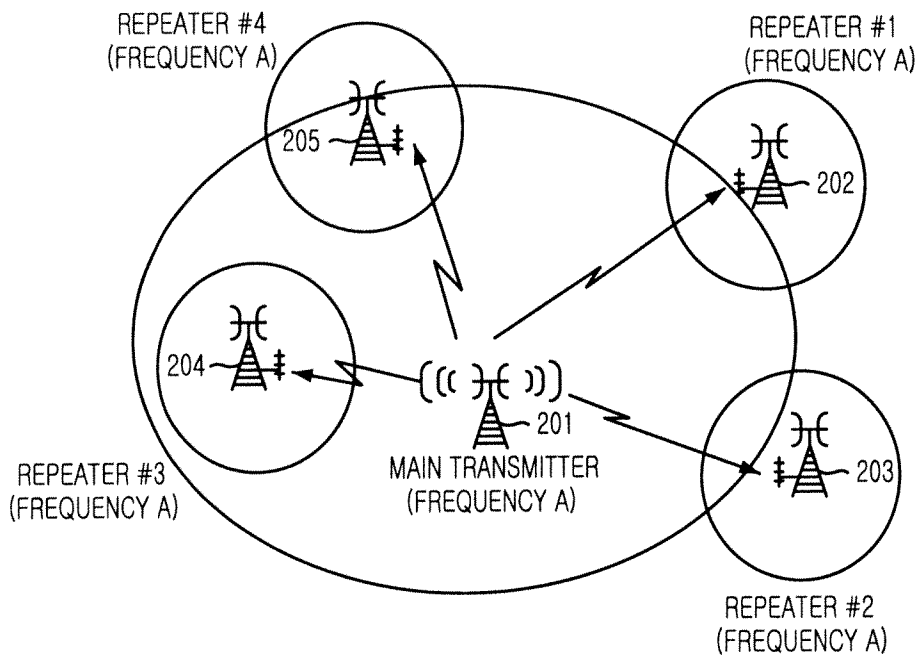 REPEATER #4
(FREQUENCY A)
REPEATER #1
(FREQUENCY A)
205
202
204
201
MAIN TRANSMITTER
(FREQUENCY A)
203
REPEATER #3
(FREQUENCY A)
REPEATER #2
(FREQUENCY A)